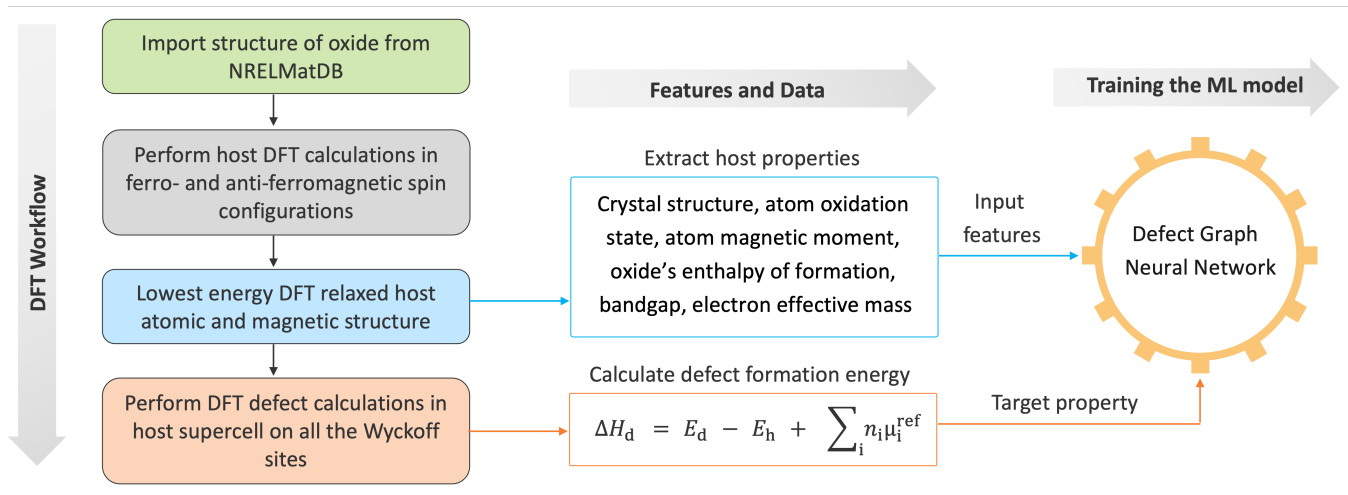 DFT Workflow
Import structure of oxide from
NRELMatDB
Perform host DFT calculations in
ferro- and anti-ferromagnetic spin
configurations
Lowest energy DFT relaxed host
atomic and magnetic structure
Perform DFT defect calculations in
host supercell on all the Wyckoff
sites
Features and Data
Extract host properties
Crystal structure, atom oxidation
state, atom magnetic moment,
oxide’s enthalpy of formation,
bandgap, electron effective mass
Calculate defect formation energy
ΔH_d = E_d − E_h + ∑_i n_i μ_i^ref
Training the ML model
Input
features
Defect Graph
Neural Network
Target property